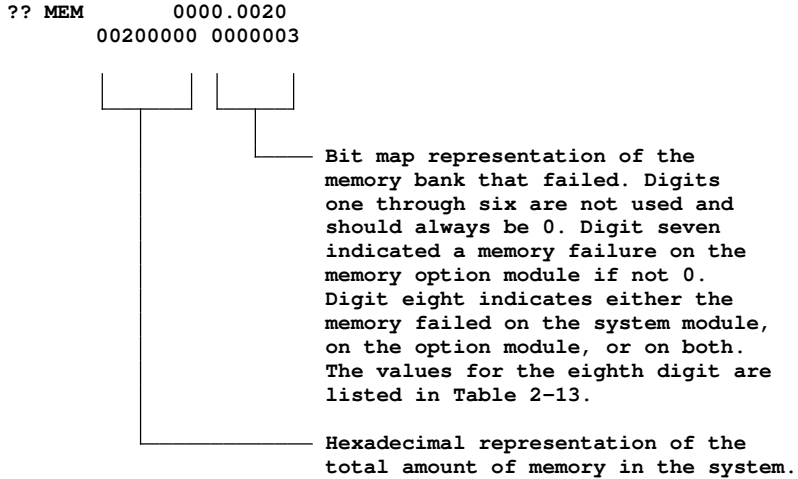 ?? MEM 0000.0020
00200000 0000003
Bit map representation of the
memory bank that failed. Digits
one through six are not used and
should always be 0. Digit seven
indicated a memory failure on the
memory option module if not 0.
Digit eight indicates either the
memory failed on the system module,
on the option module, or on both.
The values for the eighth digit are
listed in Table 2–13.
Hexadecimal representation of the
total amount of memory in the system.